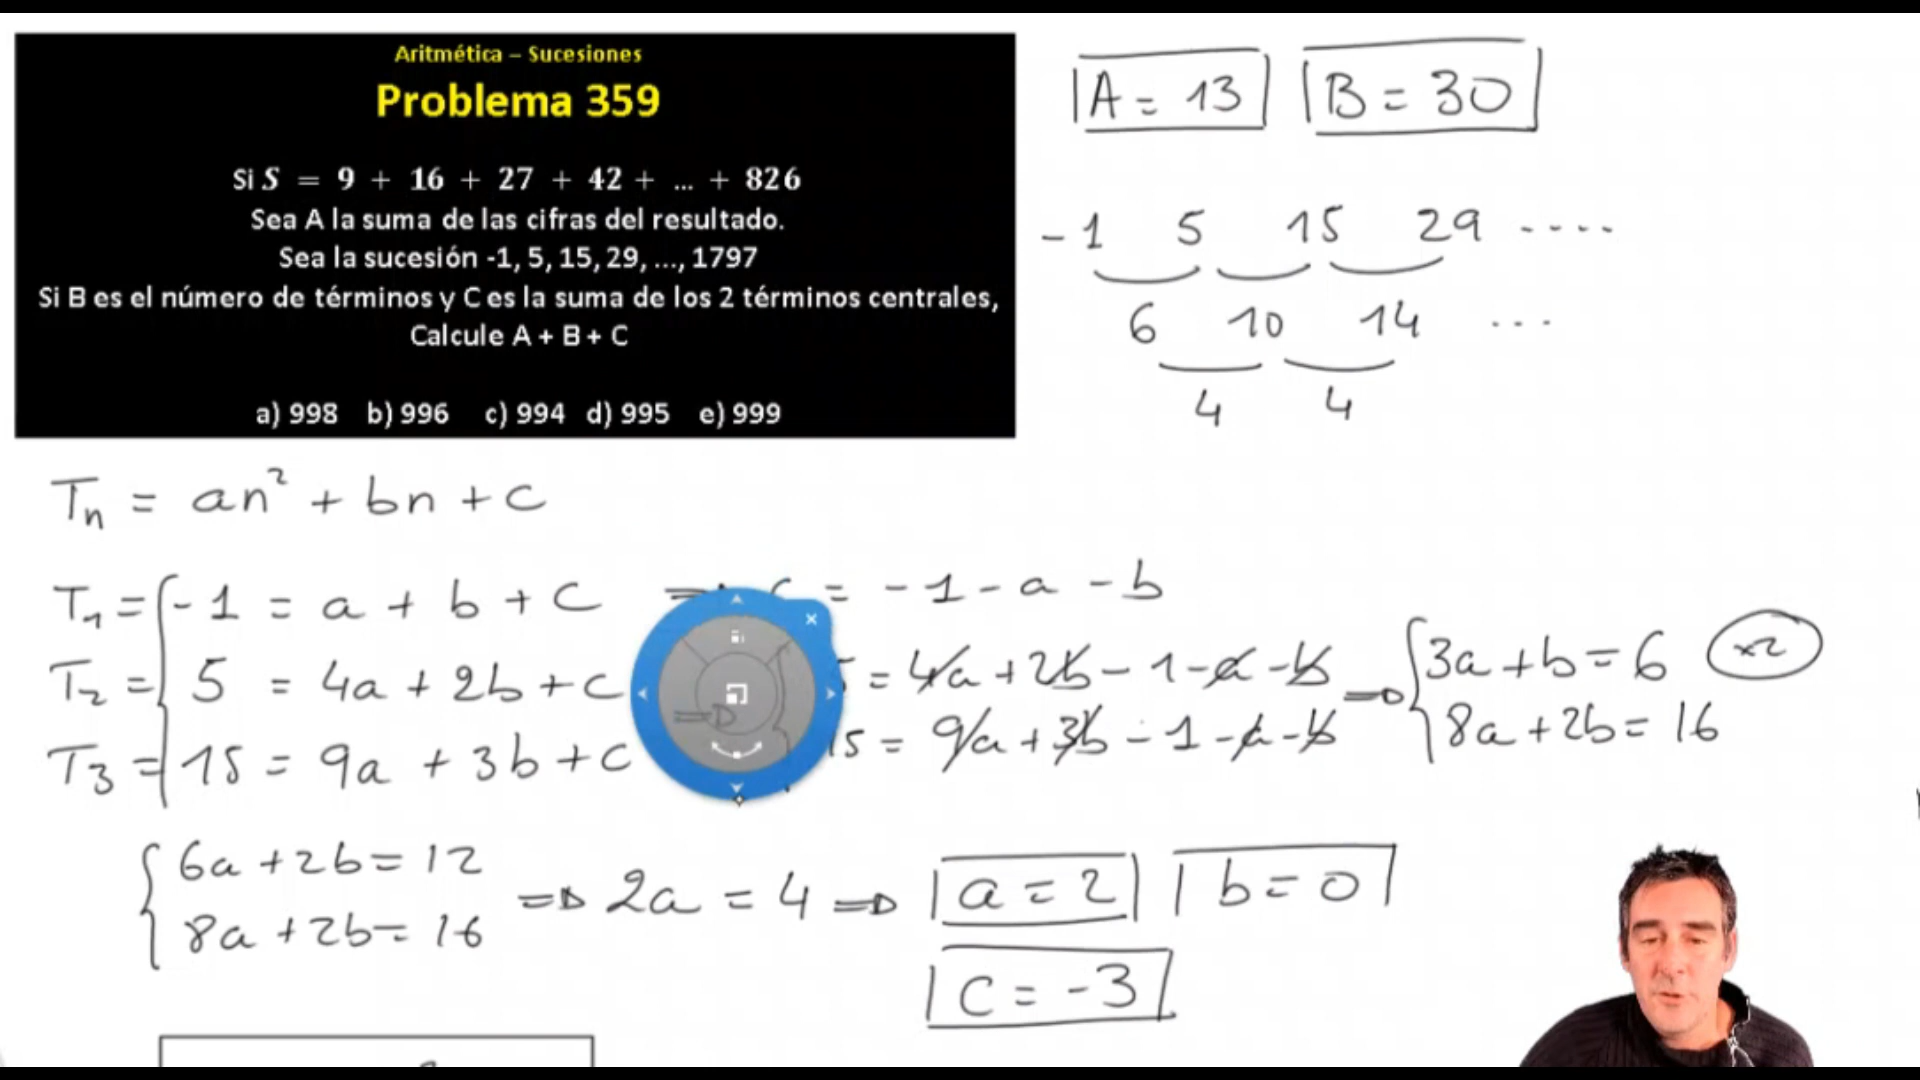 Aritmética – Sucesiones
Problema 359
Si S = 9 + 16 + 27 + 42 + ... + 826
Sea A la suma de las cifras del resultado.
Sea la sucesión -1, 5, 15, 29, ..., 1797
Si B es el número de términos y C es la suma de los 2 términos centrales,
Calcule A + B + C
a) 998 b) 996 c) 994 d) 995 e) 999
A = 13 B = 30
-1 5 15 29 ....
6 10 14 ...
4 4
Tn = an² + bn + c
T1 = -1 = a + b + c ⇒ c = -1 - a - b
T2 = 5 = 4a + 2b + c ⇒ = 4a + 2b - 1 - a - b ⇒ 3a + b = 6 x2
T3 = 15 = 9a + 3b + c 15 = 9a + 3b - 1 - a - b 8a + 2b = 16
6a + 2b = 12
8a + 2b = 16 ⇒ 2a = 4 ⇒ a = 2 b = 0
c = -3